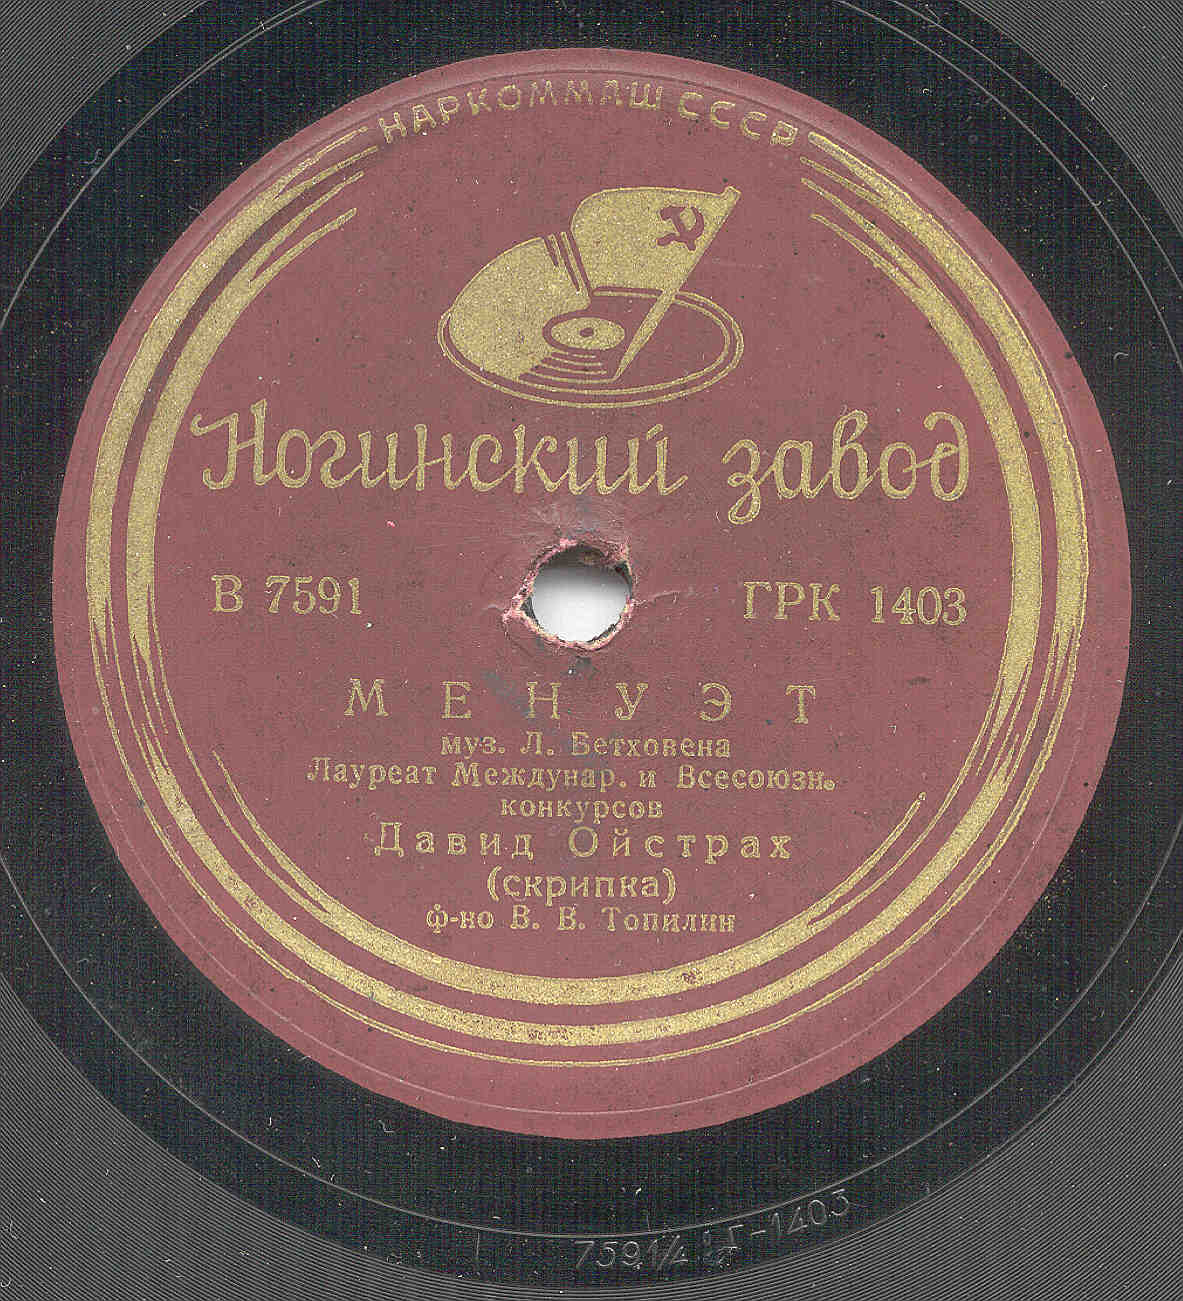 НАРКОММАШ СССР
Ногинский завод
В 7591
ГРК 1403
МЕНУЭТ
муз. Л. Бетховена
Лауреат Междунар. и Всесоюзн.
конкурсов
Давид Ойстрах
(скрипка)
ф-но В. В. Топилин